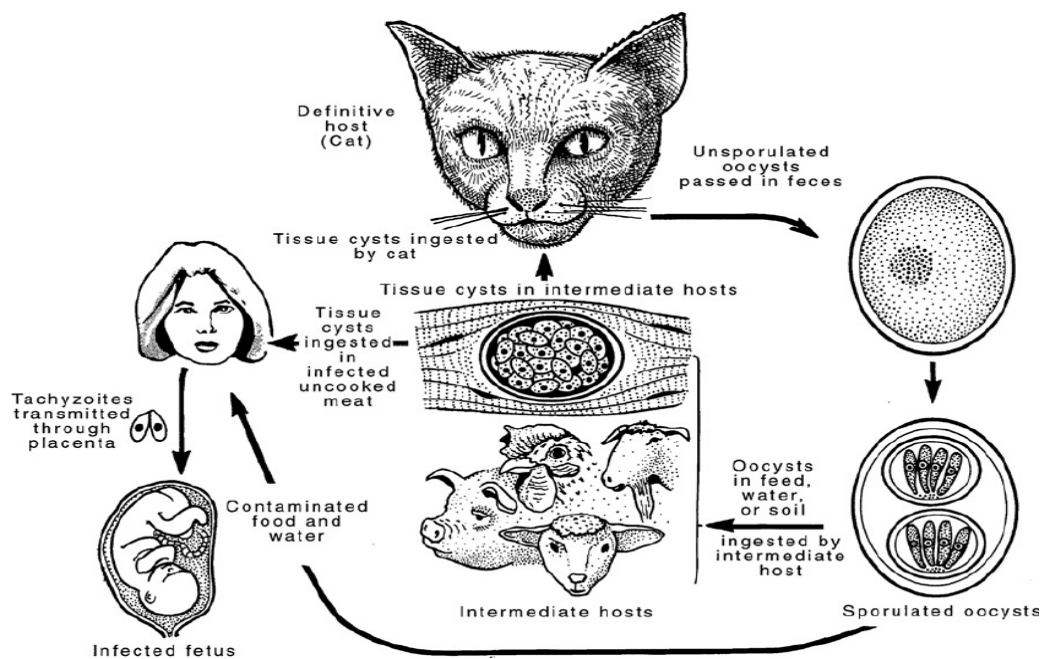 Definitive
host
(Cat)
Unsporulated
oocysts
passed in feces
Tissue cysts ingested
by cat
Tissue cysts in intermediate hosts
Tissue
cysts
ingested
in
infected
uncooked
meat
Tachyzoites
transmitted
through
placenta
Contaminated
food and
water
Oocysts
in feed,
water,
or soil
ingested by
intermediate
host
Intermediate hosts
Sporulated oocysts
Infected fetus